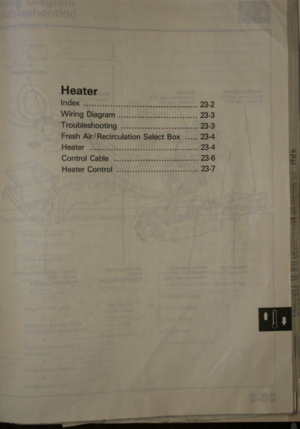 Heater
Index ........................................ 23-2
Wiring Diagram ............................ 23-3
Troubleshooting ........................... 23-3
Fresh Air/Recirculation Select Box ..... 23-4
Heater ...................................... 23-4
Control Cable .............................. 23-6
Heater Control ............................. 23-7